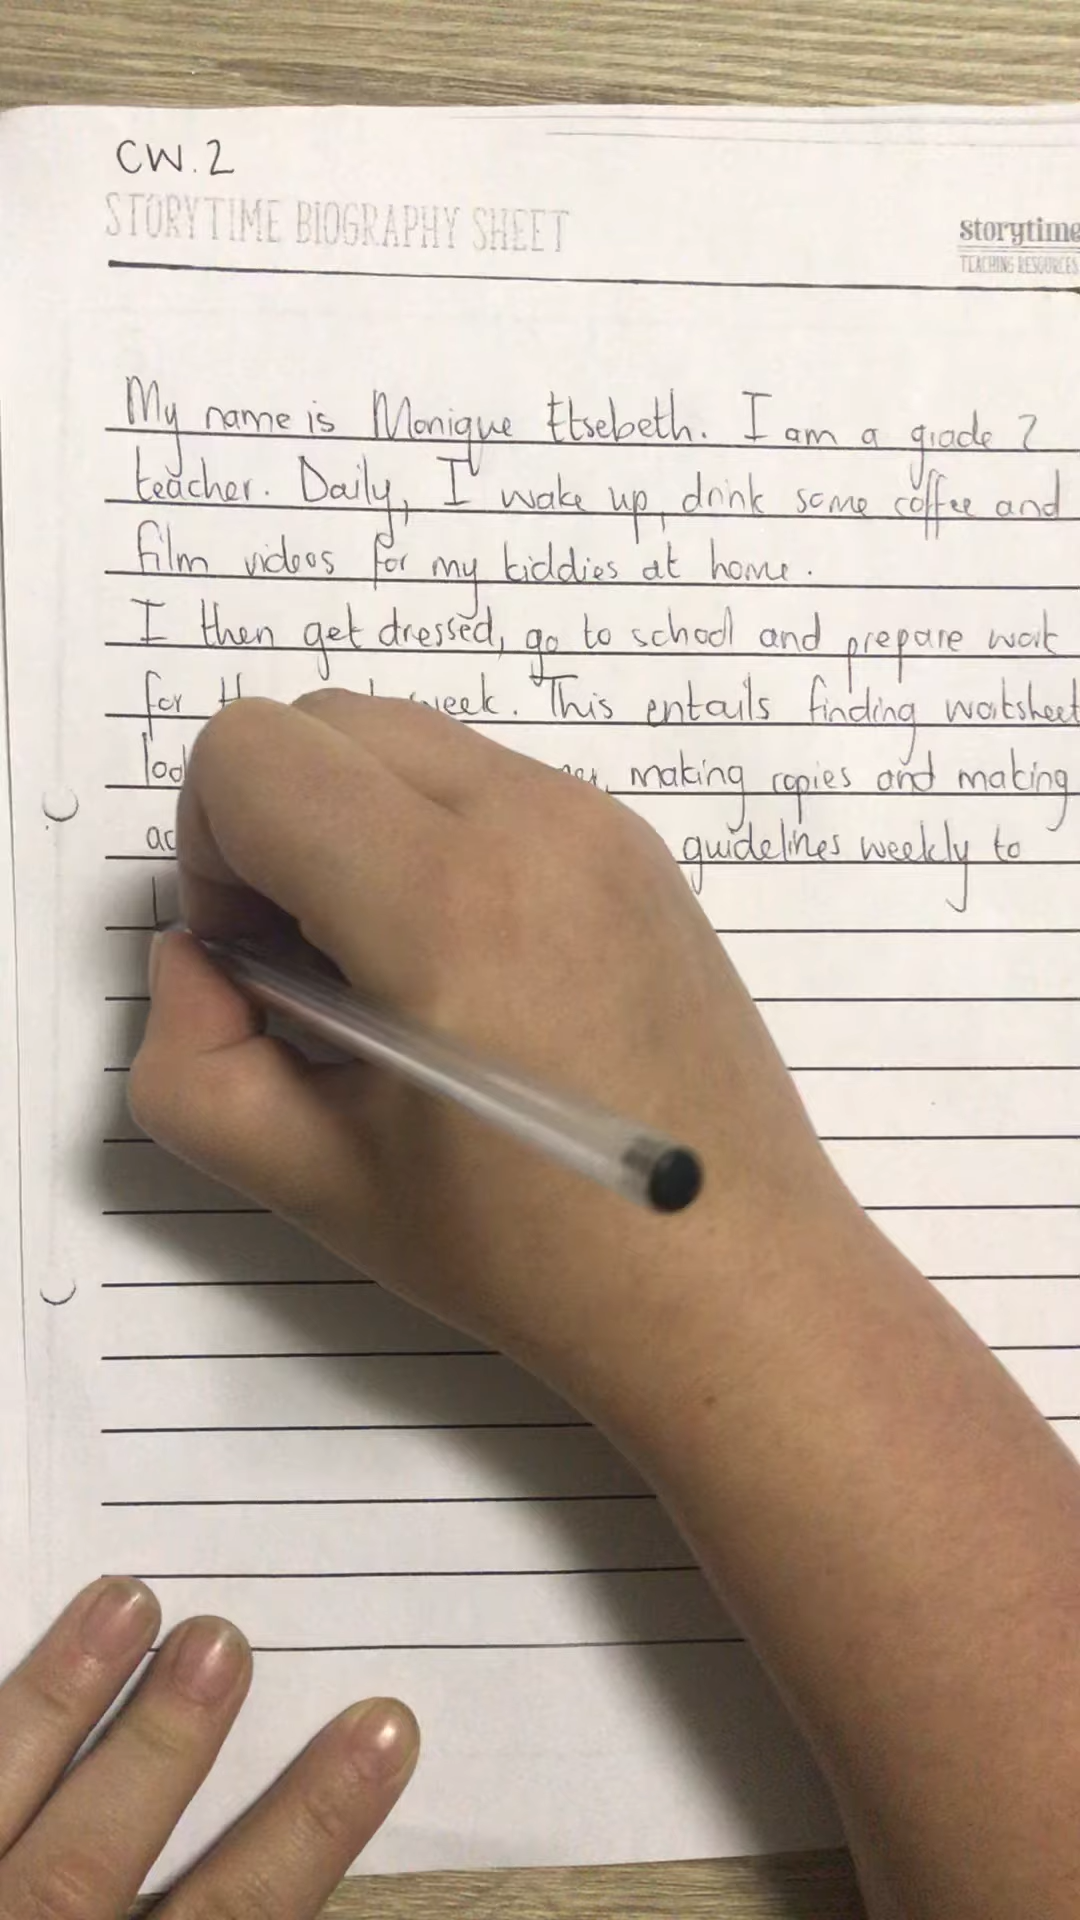 CW.2
STORYTIME BIOGRAPHY SHEET
storytime
TEACHING RESOURCES
My name is Monique Etsebeth. I am a grade 2
teacher. Daily, I wake up, drink some coffee and
film videos for my kiddies at home.
I then get dressed, go to school and prepare work
for week. This entails finding worksheet
making copies and making
guidelines weekly to